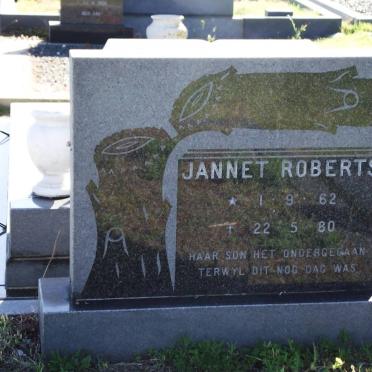 JANNET ROBERTS
★ 1 9 62
† 22 5 80
HAAR SON HET ONDERGEGAAN
TERWYL DIT NOG DAG WAS